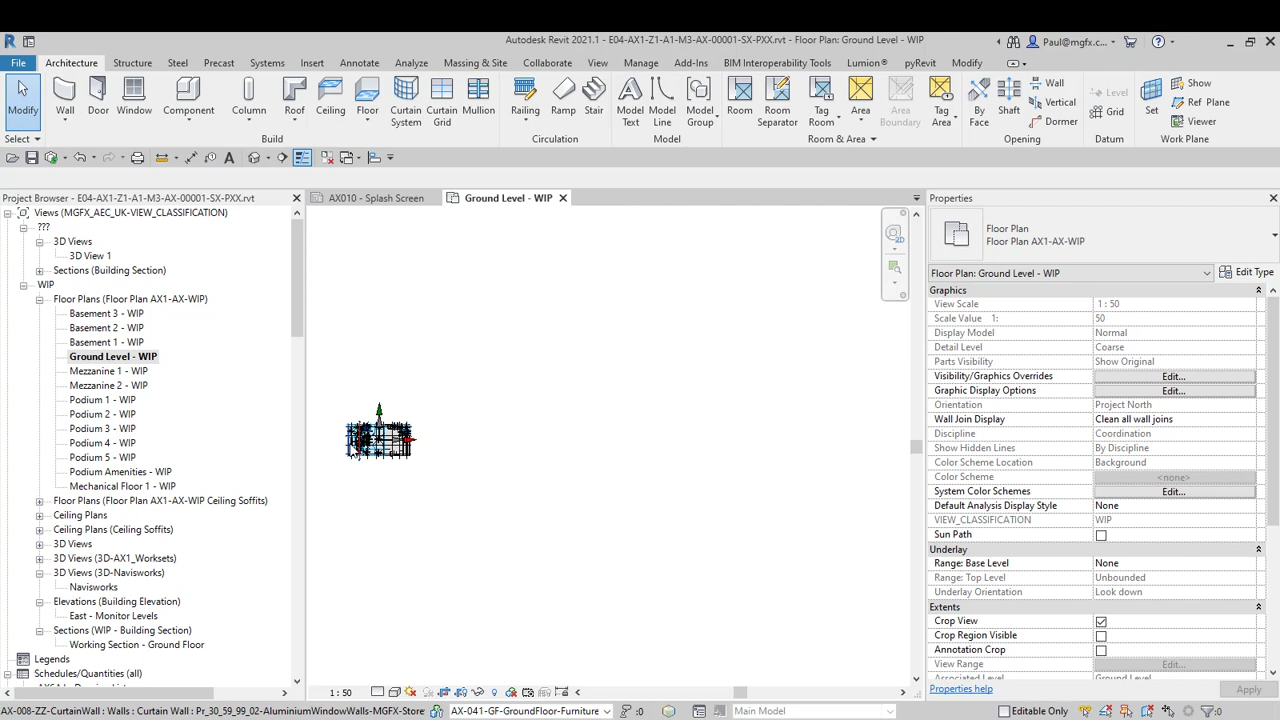 Autodesk Revit 2021.1 - E04-AX1-Z1-A1-M3-AX-00001-SX-PXX.rvt - Floor Plan: Ground Level - WIP
Paul@mgfx.c...
File Architecture Structure Steel Precast Systems Insert Annotate Analyze Massing & Site Collaborate View Manage Add-Ins BIM Interoperability Tools Lumion® pyRevit Modify
Modify Wall Door Window Component Column Roof Ceiling Floor Curtain System Curtain Grid Mullion Railing Ramp Stair Model Text Model Line Model Group Room Room Separator Tag Room Area Area Boundary Tag Area By Face Shaft Wall Vertical Dormer Level Grid Set Show Ref Plane Viewer
Select Build Circulation Model Room & Area Opening Datum Work Plane
Project Browser - E04-AX1-Z1-A1-M3-AX-00001-SX-PXX.rvt
Views (MGFX_AEC_UK-VIEW_CLASSIFICATION)
???
3D Views
3D View 1
Sections (Building Section)
WIP
Floor Plans (Floor Plan AX1-AX-WIP)
Basement 3 - WIP
Basement 2 - WIP
Basement 1 - WIP
Ground Level - WIP
Mezzanine 1 - WIP
Mezzanine 2 - WIP
Podium 1 - WIP
Podium 2 - WIP
Podium 3 - WIP
Podium 4 - WIP
Podium 5 - WIP
Podium Amenities - WIP
Mechanical Floor 1 - WIP
Floor Plans (Floor Plan AX1-AX-WIP Ceiling Soffits)
Ceiling Plans
Ceiling Plans (Ceiling Soffits)
3D Views
3D Views (3D-AX1_Worksets)
3D Views (3D-Navisworks)
Navisworks
Elevations (Building Elevation)
East - Monitor Levels
Sections (WIP - Building Section)
Working Section - Ground Floor
Legends
Schedules/Quantities (all)
AX010 - Splash Screen
Ground Level - WIP
2D
1 : 50
Properties
Floor Plan
Floor Plan AX1-AX-WIP
Floor Plan: Ground Level - WIP
Edit Type
Graphics
View Scale 1 : 50
Scale Value 1: 50
Display Model Normal
Detail Level Coarse
Parts Visibility Show Original
Visibility/Graphics Overrides Edit...
Graphic Display Options Edit...
Orientation Project North
Wall Join Display Clean all wall joins
Discipline Coordination
Show Hidden Lines By Discipline
Color Scheme Location Background
Color Scheme <none>
System Color Schemes Edit...
Default Analysis Display Style None
VIEW_CLASSIFICATION WIP
Sun Path
Underlay
Range: Base Level None
Range: Top Level Unbounded
Underlay Orientation Look down
Extents
Crop View
Crop Region Visible
Annotation Crop
View Range Edit...
Associated Level Ground Level
Properties help
Apply
AX-008-ZZ-CurtainWall : Walls : Curtain Wall : Pr_30_59_99_02-AluminiumWindowWalls-MGFX-Store
AX-041-GF-GroundFloor-Furniture
:0
Main Model
Editable Only
:0